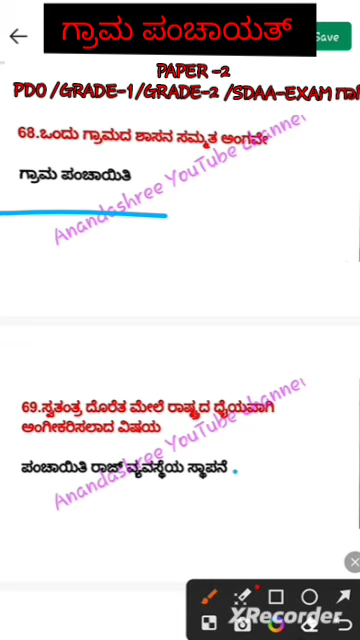 ಗ್ರಾಮ ಪಂಚಾಯತ್
Save
PAPER -2
PDO /GRADE-1/GRADE-2 /SDAA-EXAM ಗಾಗಿ
68.ಒಂದು ಗ್ರಾಮದ ಶಾಸನ ಸಮ್ಮತ ಅಂಗವೇ
ಗ್ರಾಮ ಪಂಚಾಯಿತಿ
Anandashree YouTube channel
69.ಸ್ವತಂತ್ರ ದೊರೆತ ಮೇಲೆ ರಾಷ್ಟ್ರದ ಧೈಯವಾಗಿ
ಅಂಗೀಕರಿಸಲಾದ ವಿಷಯ
ಪಂಚಾಯಿತಿ ರಾಜ್ ವ್ಯವಸ್ಥೆಯ ಸ್ಥಾಪನೆ .
Anandashree YouTube channel
XRecorder